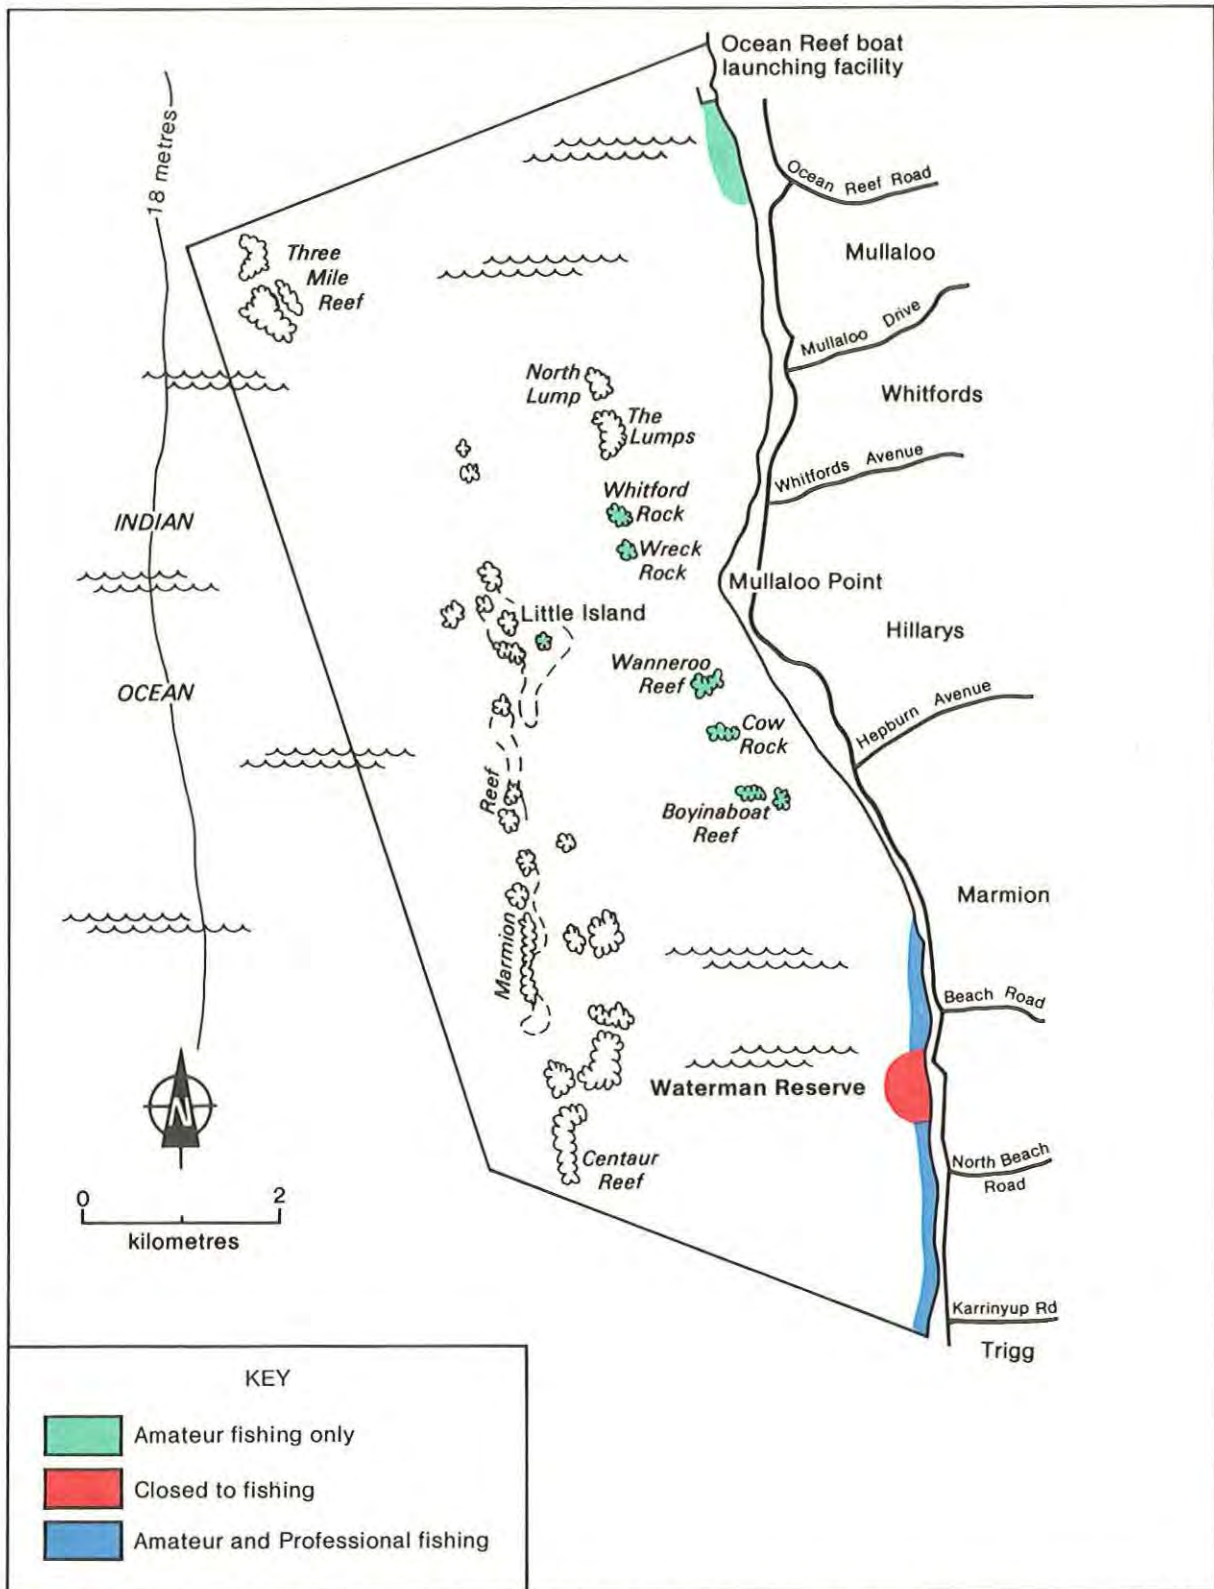 Ocean Reef boat
launching facility
18 metres
Ocean Reef Road
Three
Mile
Reef
Mullaloo
Mullaloo Drive
North
Lump
Whitfords
The
Lumps
Whitfords Avenue
Whitford
Rock
INDIAN
Wreck
Rock
Mullaloo Point
Little Island
Hillarys
Wanneroo
Reef
OCEAN
Hepburn Avenue
Cow
Rock
Reef
Boyinaboat
Reef
Marmion
Marmion
Beach Road
Waterman Reserve
N
Centaur
Reef
North Beach
Road
0 2
kilometres
Karrinyup Rd
Trigg
KEY
Amateur fishing only
Closed to fishing
Amateur and Professional fishing